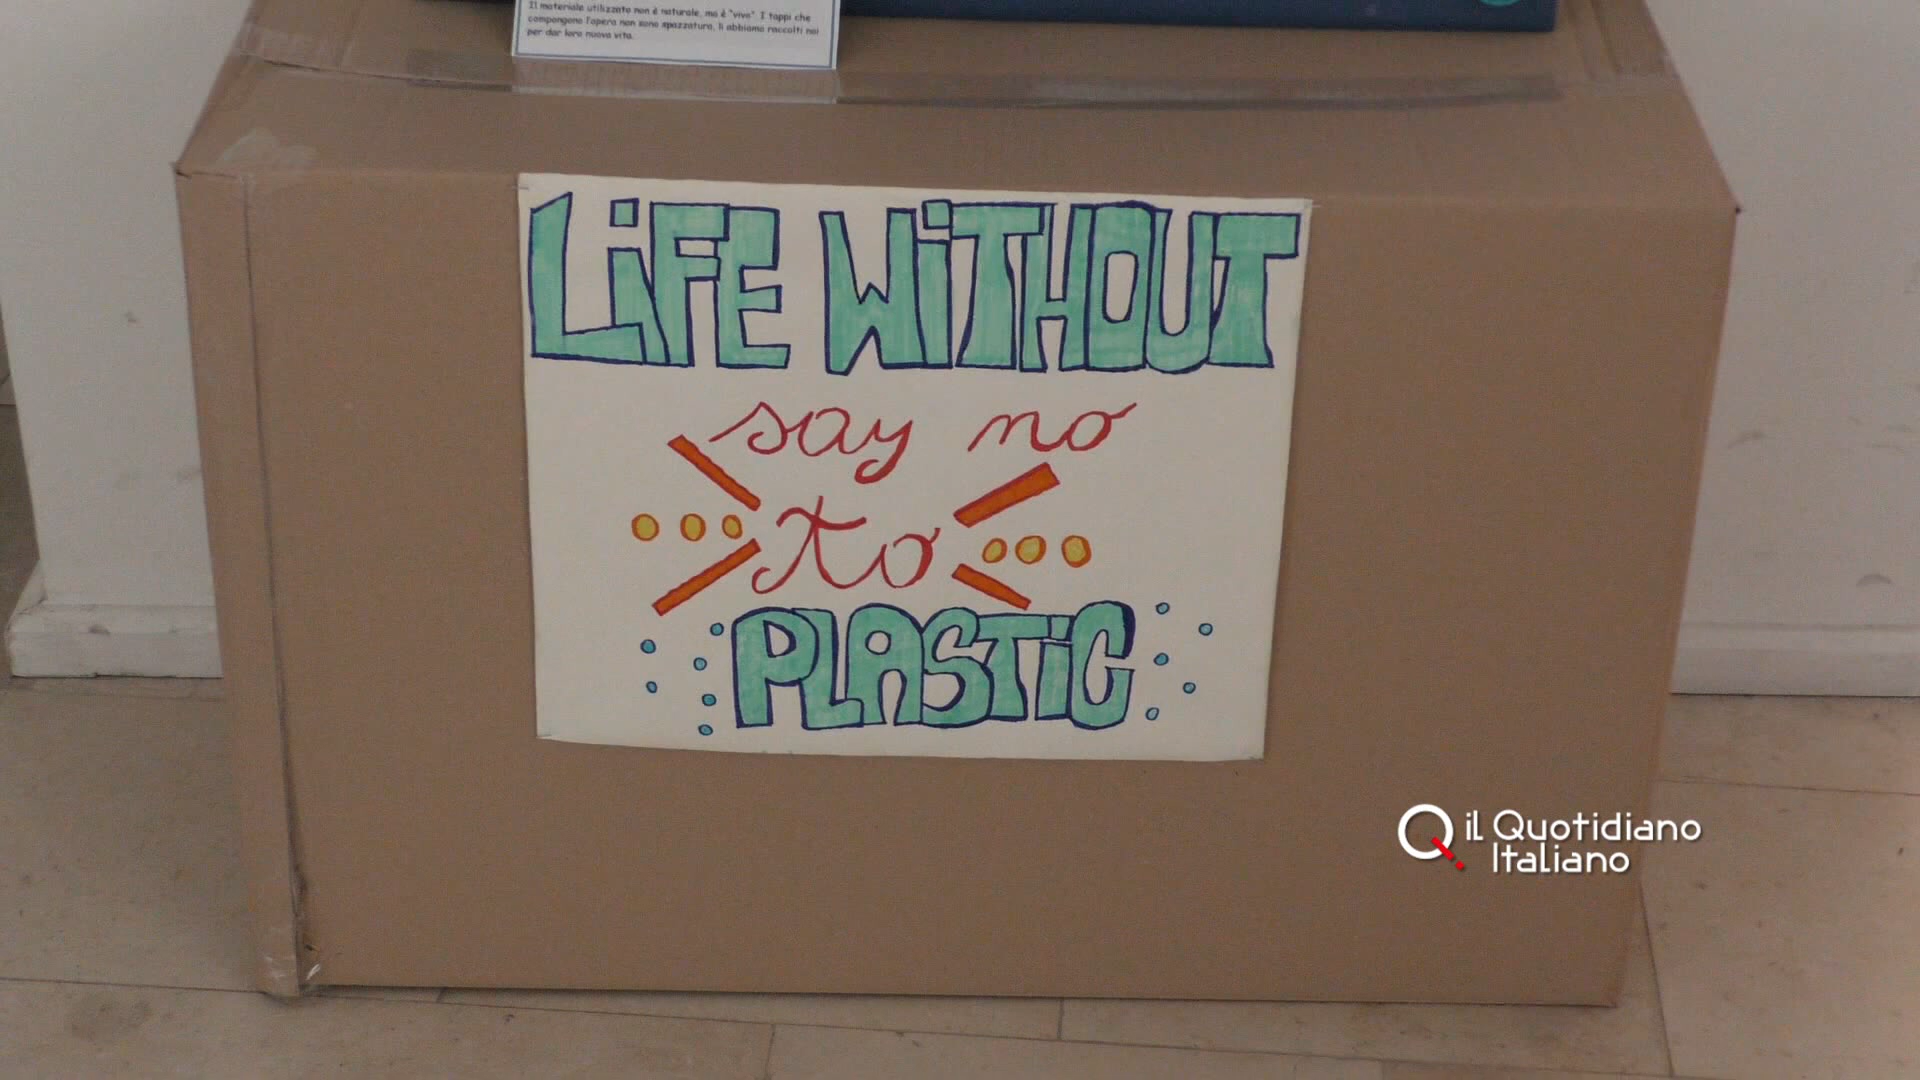 Il materiale utilizzato non è naturale, ma è "vivo". I tappi che
compongono l'opera non sono spazzatura, li abbiamo raccolti noi
per dar loro nuova vita.
LiFE WiTHOUT
say no
to
PLASTiC
il Quotidiano
Italiano